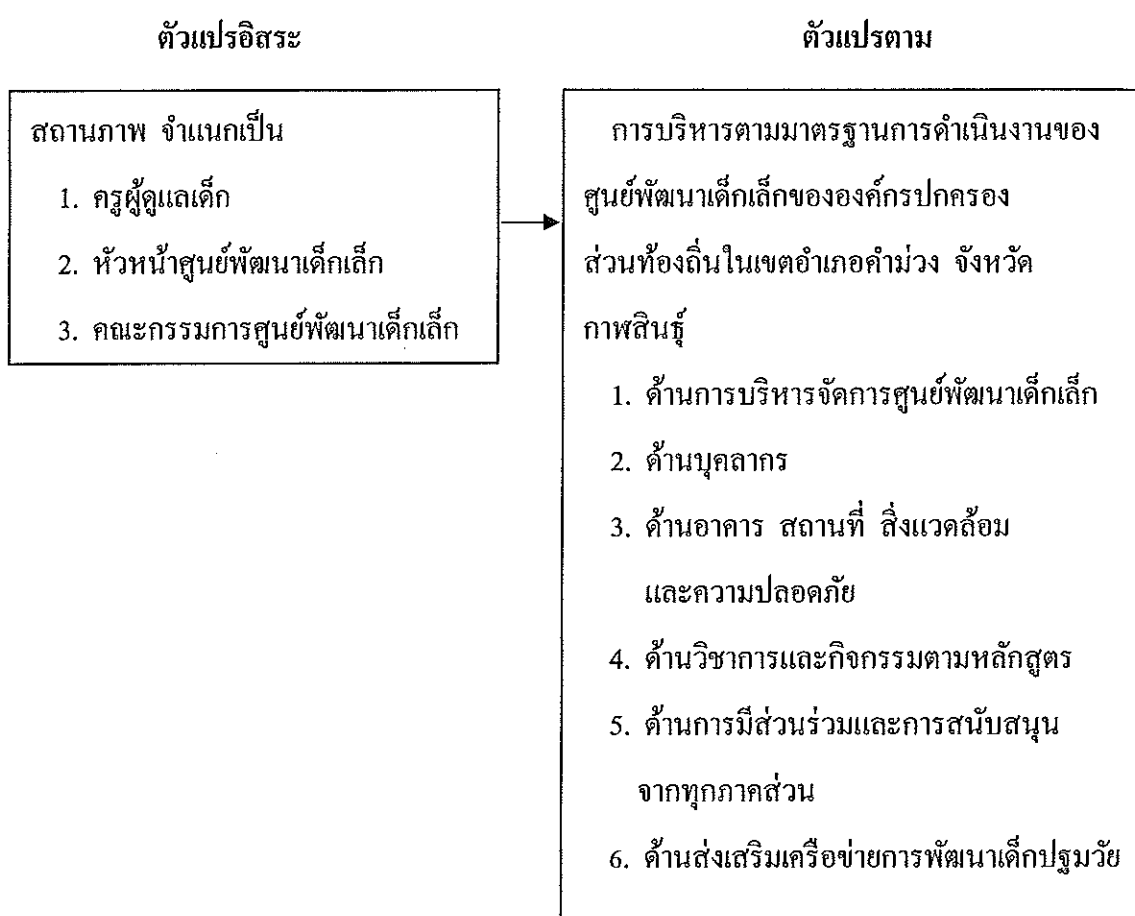 ตัวแปรอิสระ
ตัวแปรตาม
สถานภาพ จำแนกเป็น
1. ครูผู้ดูแลเด็ก
2. หัวหน้าศูนย์พัฒนาเด็กเล็ก
3. คณะกรรมการศูนย์พัฒนาเด็กเล็ก
การบริหารตามมาตรฐานการดำเนินงานของ
ศูนย์พัฒนาเด็กเล็กขององค์กรปกครอง
ส่วนท้องถิ่นในเขตอำเภอคำม่วง จังหวัด
กาฬสินธุ์
1. ด้านการบริหารจัดการศูนย์พัฒนาเด็กเล็ก
2. ด้านบุคลากร
3. ด้านอาคาร สถานที่ สิ่งแวดล้อม
และความปลอดภัย
4. ด้านวิชาการและกิจกรรมตามหลักสูตร
5. ด้านการมีส่วนร่วมและการสนับสนุน
จากทุกภาคส่วน
6. ด้านส่งเสริมเครือข่ายการพัฒนาเด็กปฐมวัย